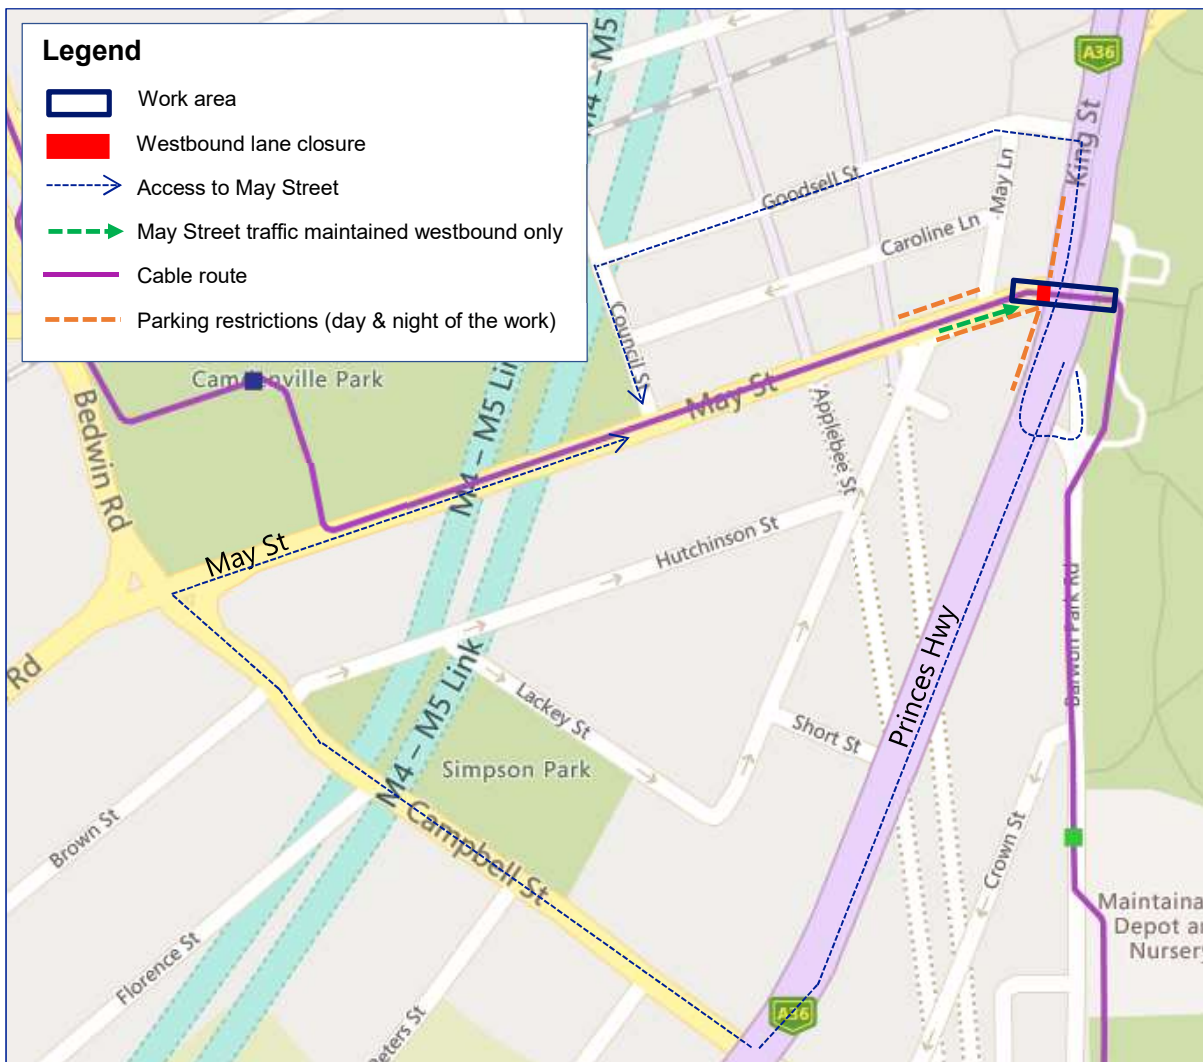 Legend
Work area
Westbound lane closure
Access to May Street
May Street traffic maintained westbound only
Cable route
Parking restrictions (day & night of the work)
M4 – M5
A36
King St
May Ln
Goodsell St
Caroline Ln
Council St
May St
Bedwin Rd
M4 – M5 Link
Applebee St
May St
Hutchinson St
Rd
Lackey St
Short St
Princes Hwy
Barwon Park Rd
Simpson Park
M4 – M5 Link
Campbell St
Brown St
Crown St
Florence St
Peters St
A36
Depot
Nursery